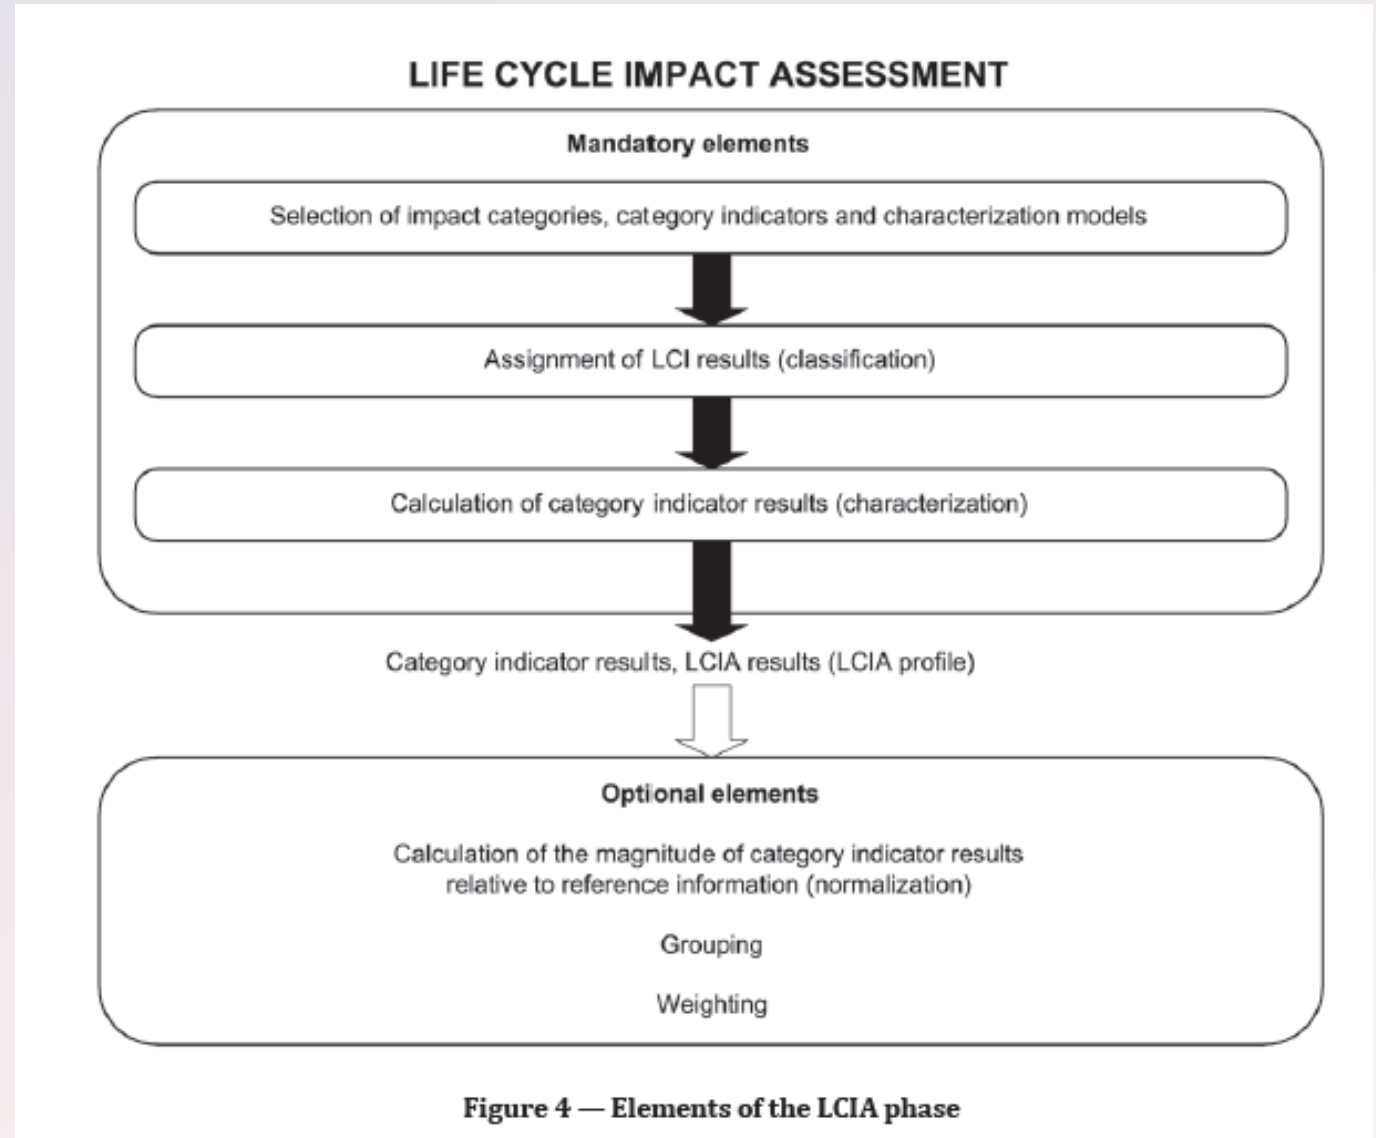 LIFE CYCLE IMPACT ASSESSMENT
Mandatory elements
Selection of impact categories, category indicators and characterization models
Assignment of LCI results (classification)
Calculation of category indicator results (characterization)
Category indicator results, LCIA results (LCIA profile)
Optional elements
Calculation of the magnitude of category indicator results
relative to reference information (normalization)
Grouping
Weighting
Figure 4 — Elements of the LCIA phase